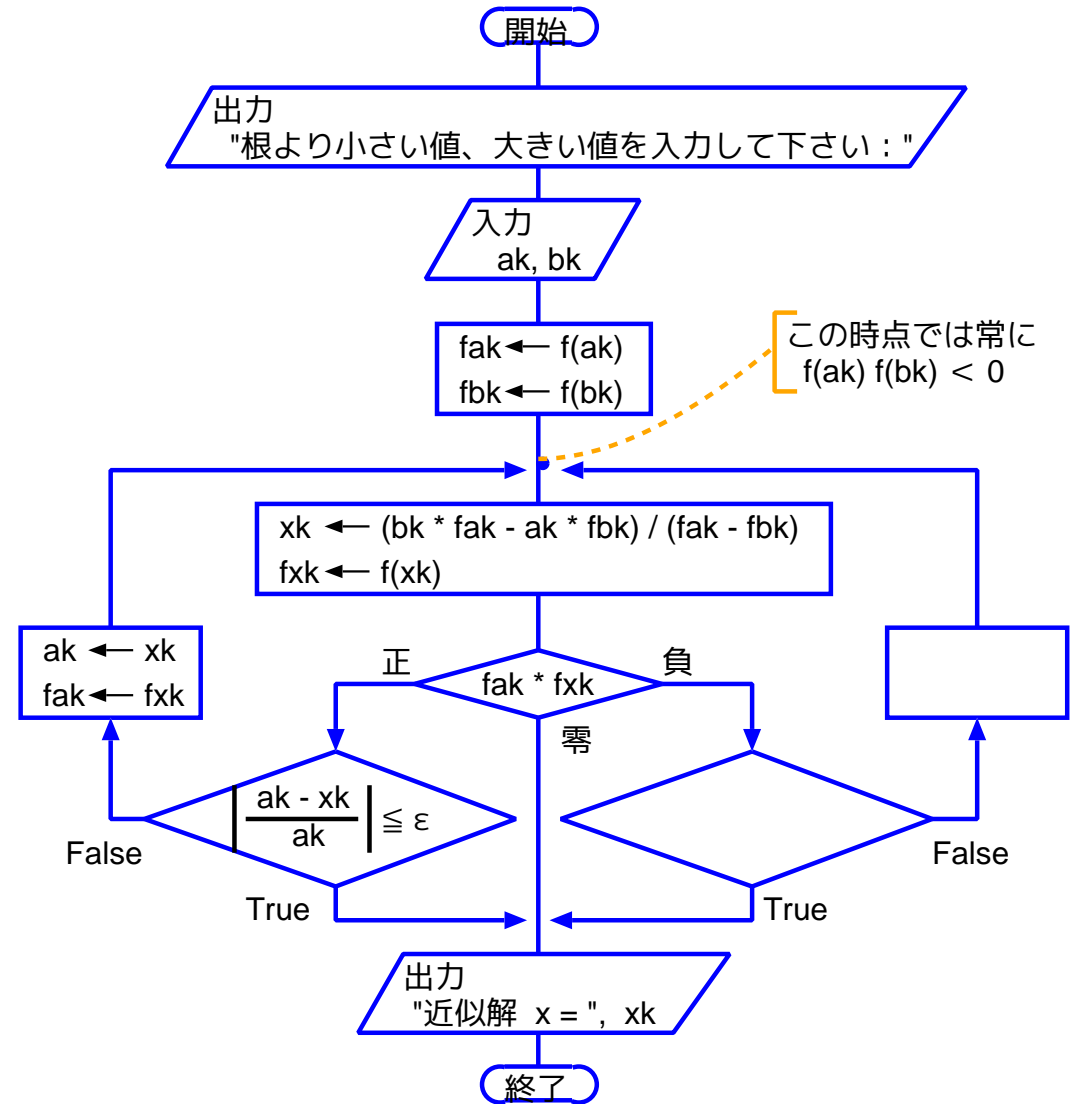 開始
出力
"根より小さい値、大きい値を入力して下さい："
入力
ak, bk
fak ← f(ak)
fbk ← f(bk)
この時点では常に
f(ak) f(bk) ＜ 0
xk ← (bk * fak - ak * fbk) / (fak - fbk)
fxk ← f(xk)
ak ← xk
fak ← fxk
正
fak * fxk
負
零
ak - xk
ak
≦ ε
False
False
True
True
出力
"近似解 x = ", xk
終了